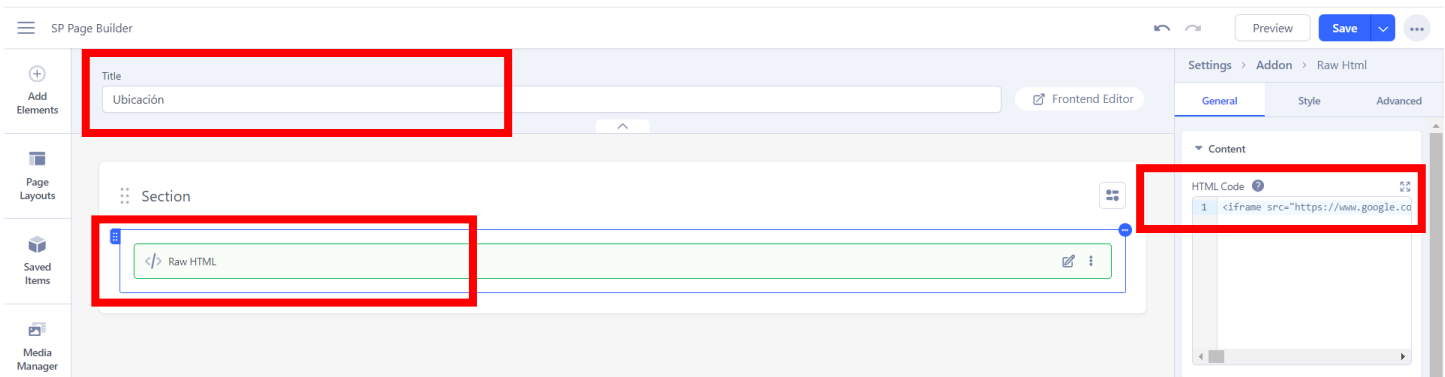 SP Page Builder
Preview
Save
Add
Elements
Page
Layouts
Saved
Items
Media
Manager
Title
Ubicación
Frontend Editor
Section
</> Raw HTML
Settings > Addon > Raw Html
General Style Advanced
Content
HTML Code ?
1 <iframe src="https://www.google.co